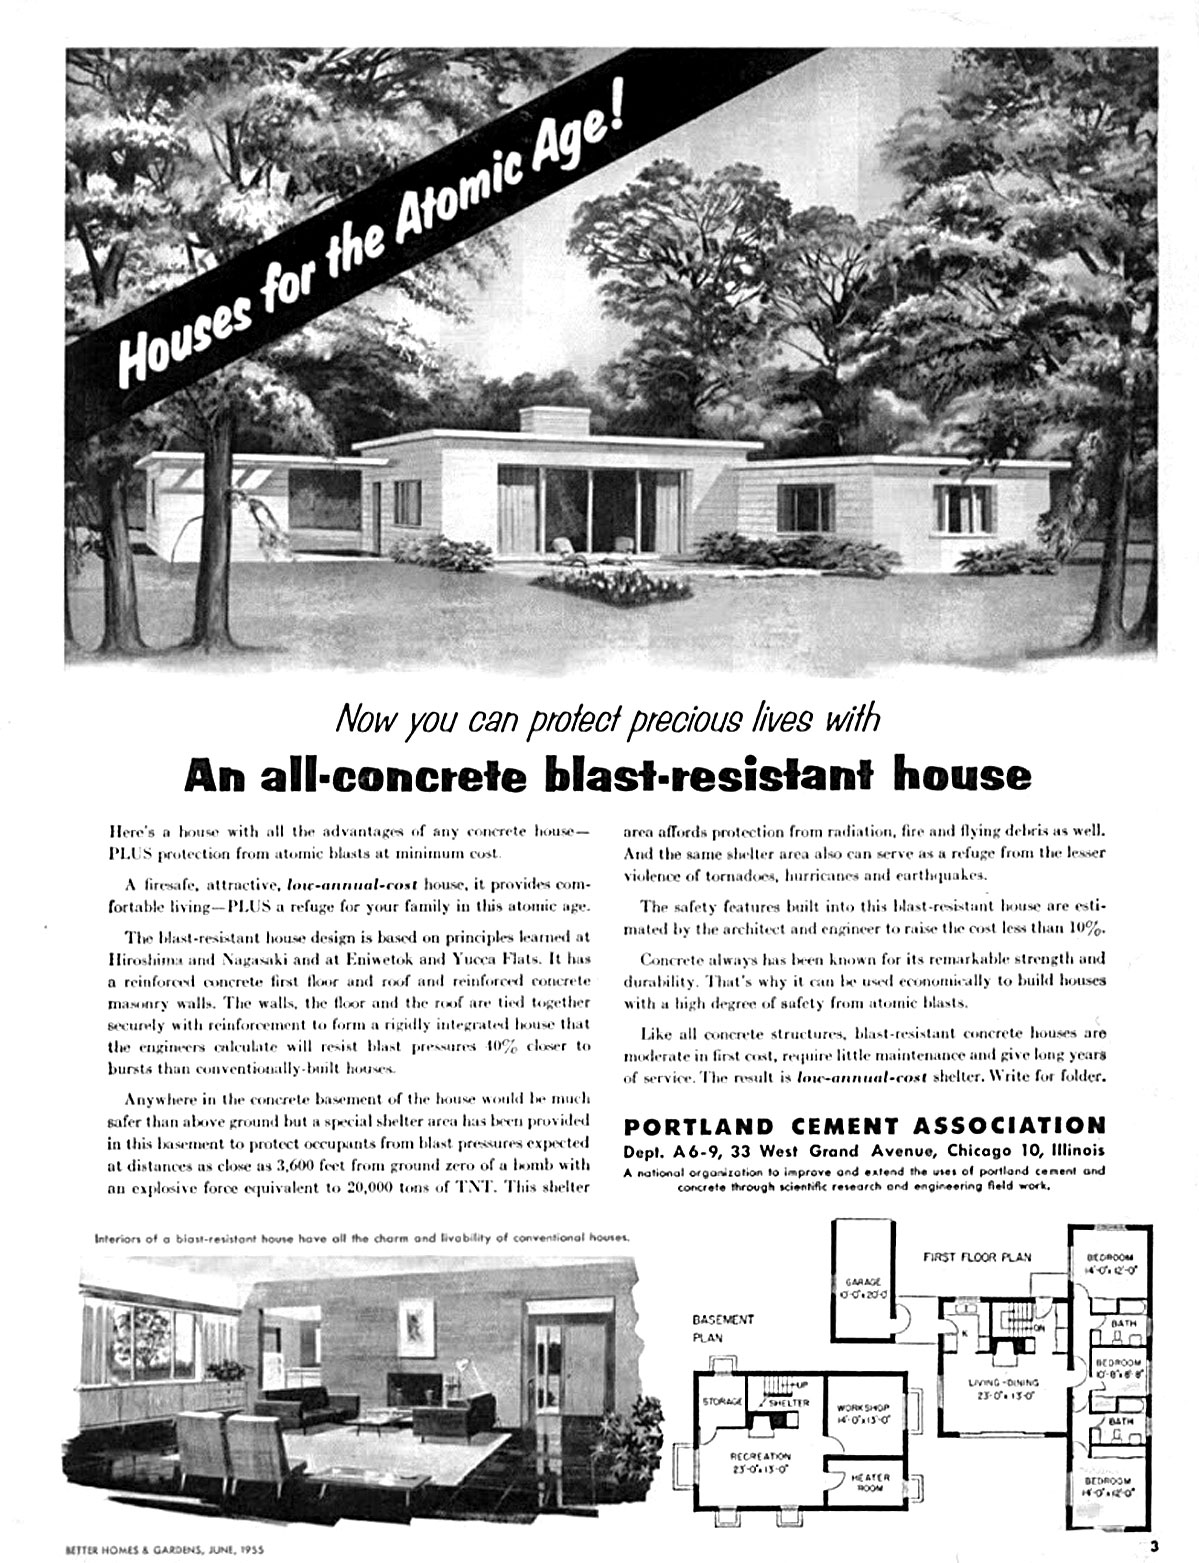 Houses for the Atomic Age!
Now you can protect precious lives with
An all-concrete blast-resistant house
Here's a house with all the advantages of any concrete house—
PLUS protection from atomic blasts at minimum cost.
A firesafe, attractive, low-annual-cost house, it provides com-
fortable living—PLUS a refuge for your family in this atomic age.
The blast-resistant house design is based on principles learned at
Hiroshima and Nagasaki and at Eniwetok and Yucca Flats. It has
a reinforced concrete first floor and roof and reinforced concrete
masonry walls. The walls, the floor and the roof are tied together
securely with reinforcement to form a rigidly integrated house that
the engineers calculate will resist blast pressures 40% closer to
bursts than conventionally-built houses.
Anywhere in the concrete basement of the house would be much
safer than above ground but a special shelter area has been provided
in this basement to protect occupants from blast pressures expected
at distances as close as 3,600 feet from ground zero of a bomb with
an explosive force equivalent to 20,000 tons of TNT. This shelter
area affords protection from radiation, fire and flying debris as well.
And the same shelter area also can serve as a refuge from the lesser
violence of tornadoes, hurricanes and earthquakes.
The safety features built into this blast-resistant house are esti-
mated by the architect and engineer to raise the cost less than 10%.
Concrete always has been known for its remarkable strength and
durability. That's why it can be used economically to build houses
with a high degree of safety from atomic blasts.
Like all concrete structures, blast-resistant concrete houses are
moderate in first cost, require little maintenance and give long years
of service. The result is low-annual-cost shelter. Write for folder.
PORTLAND CEMENT ASSOCIATION
Dept. A6-9, 33 West Grand Avenue, Chicago 10, Illinois
A national organization to improve and extend the uses of portland cement and
concrete through scientific research and engineering field work.
Interiors of a blast-resistant house have all the charm and livability of conventional houses.
BASEMENT
PLAN
STORAGE
UP
SHELTER
WORKSHOP
14'-0"x13'-0"
RECREATION
23'-0"x13'-0"
HEATER
ROOM
FIRST FLOOR PLAN
GARAGE
10'-0"x20'-0"
K
DN
LIVING-DINING
23'-0"x13'-0"
BEDROOM
14'-0"x12'-0"
BATH
BEDROOM
10'-8"x8'-8"
BATH
BEDROOM
14'-0"x12'-0"
BETTER HOMES & GARDENS, JUNE, 1955
3